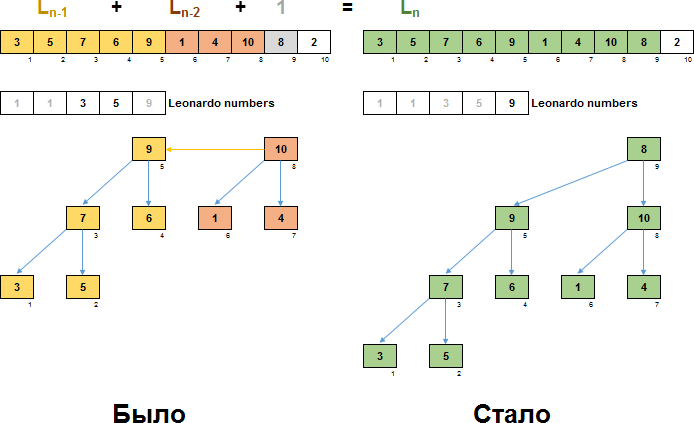 Ln-1 + Ln-2 + 1 = Ln
3 5 7 6 9 1 4 10 8 2 3 5 7 6 9 1 4 10 8 2
1 2 3 4 5 6 7 8 9 10 1 2 3 4 5 6 7 8 9 10
1 1 3 5 9 Leonardo numbers 1 1 3 5 9 Leonardo numbers
9 10 8
5 8 9
7 6 1 4 9 10
3 4 6 7 5 8
3 5 7 6 1 4
1 2 3 4 6 7
3 5
1 2
Было Стало